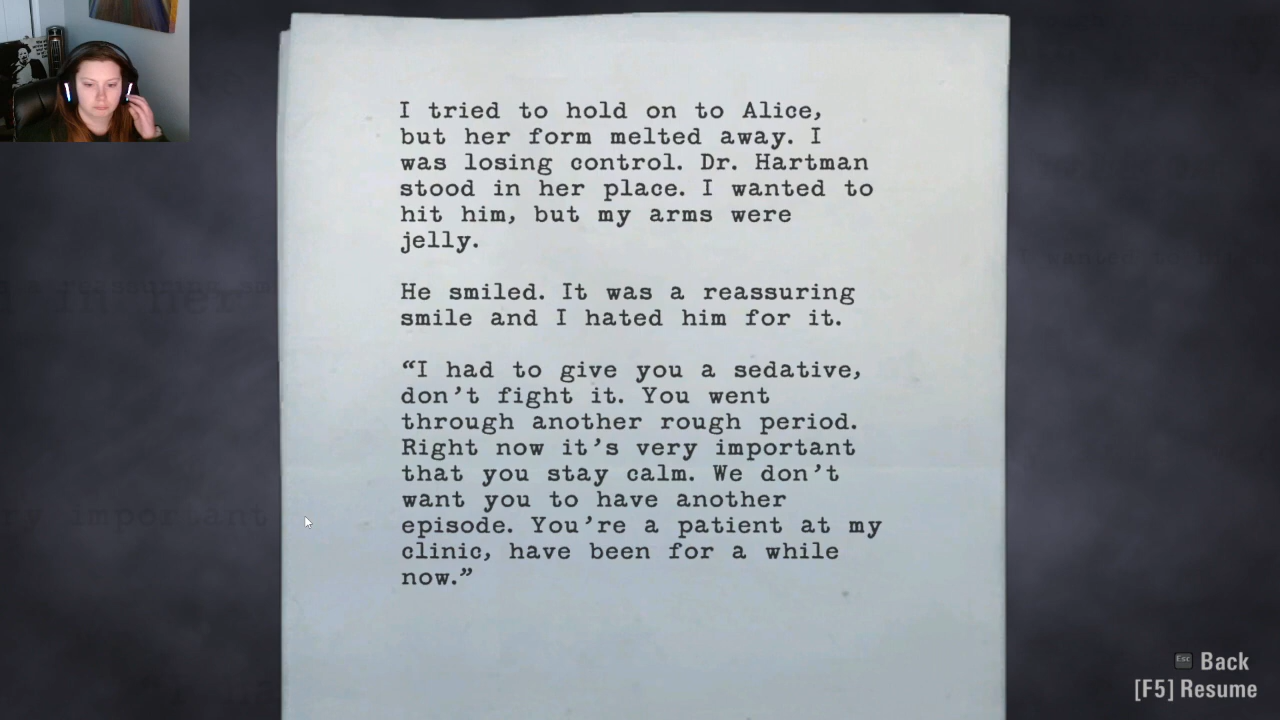 I tried to hold on to Alice,
but her form melted away. I
was losing control. Dr. Hartman
stood in her place. I wanted to
hit him, but my arms were
jelly.
He smiled. It was a reassuring
smile and I hated him for it.
“I had to give you a sedative,
don’t fight it. You went
through another rough period.
Right now it’s very important
that you stay calm. We don’t
want you to have another
episode. You’re a patient at my
clinic, have been for a while
now.”
Esc Back
[F5] Resume